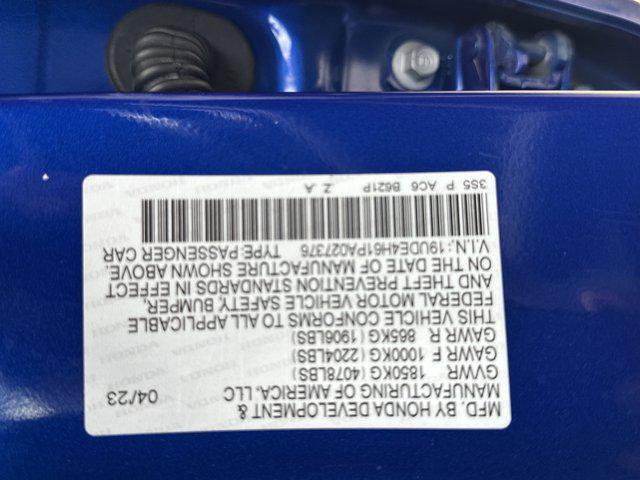 MFD. BY HONDA DEVELOPMENT &
MANUFACTURING OF AMERICA, LLC 04/'23
GVWR 1850KG (4078LBS)
GAWR F 1000KG (2204LBS)
GAWR R 865KG (1906LBS)
THIS VEHICLE CONFORMS TO ALL APPLICABLE
FEDERAL MOTOR VEHICLE SAFETY, BUMPER,
AND THEFT PREVENTION STANDARDS IN EFFECT
ON THE DATE OF MANUFACTURE SHOWN ABOVE.
V.I.N.:19UDE4H61PA027376 TYPE:PASSENGER CAR
Z A
3S5 P AC6 B621P